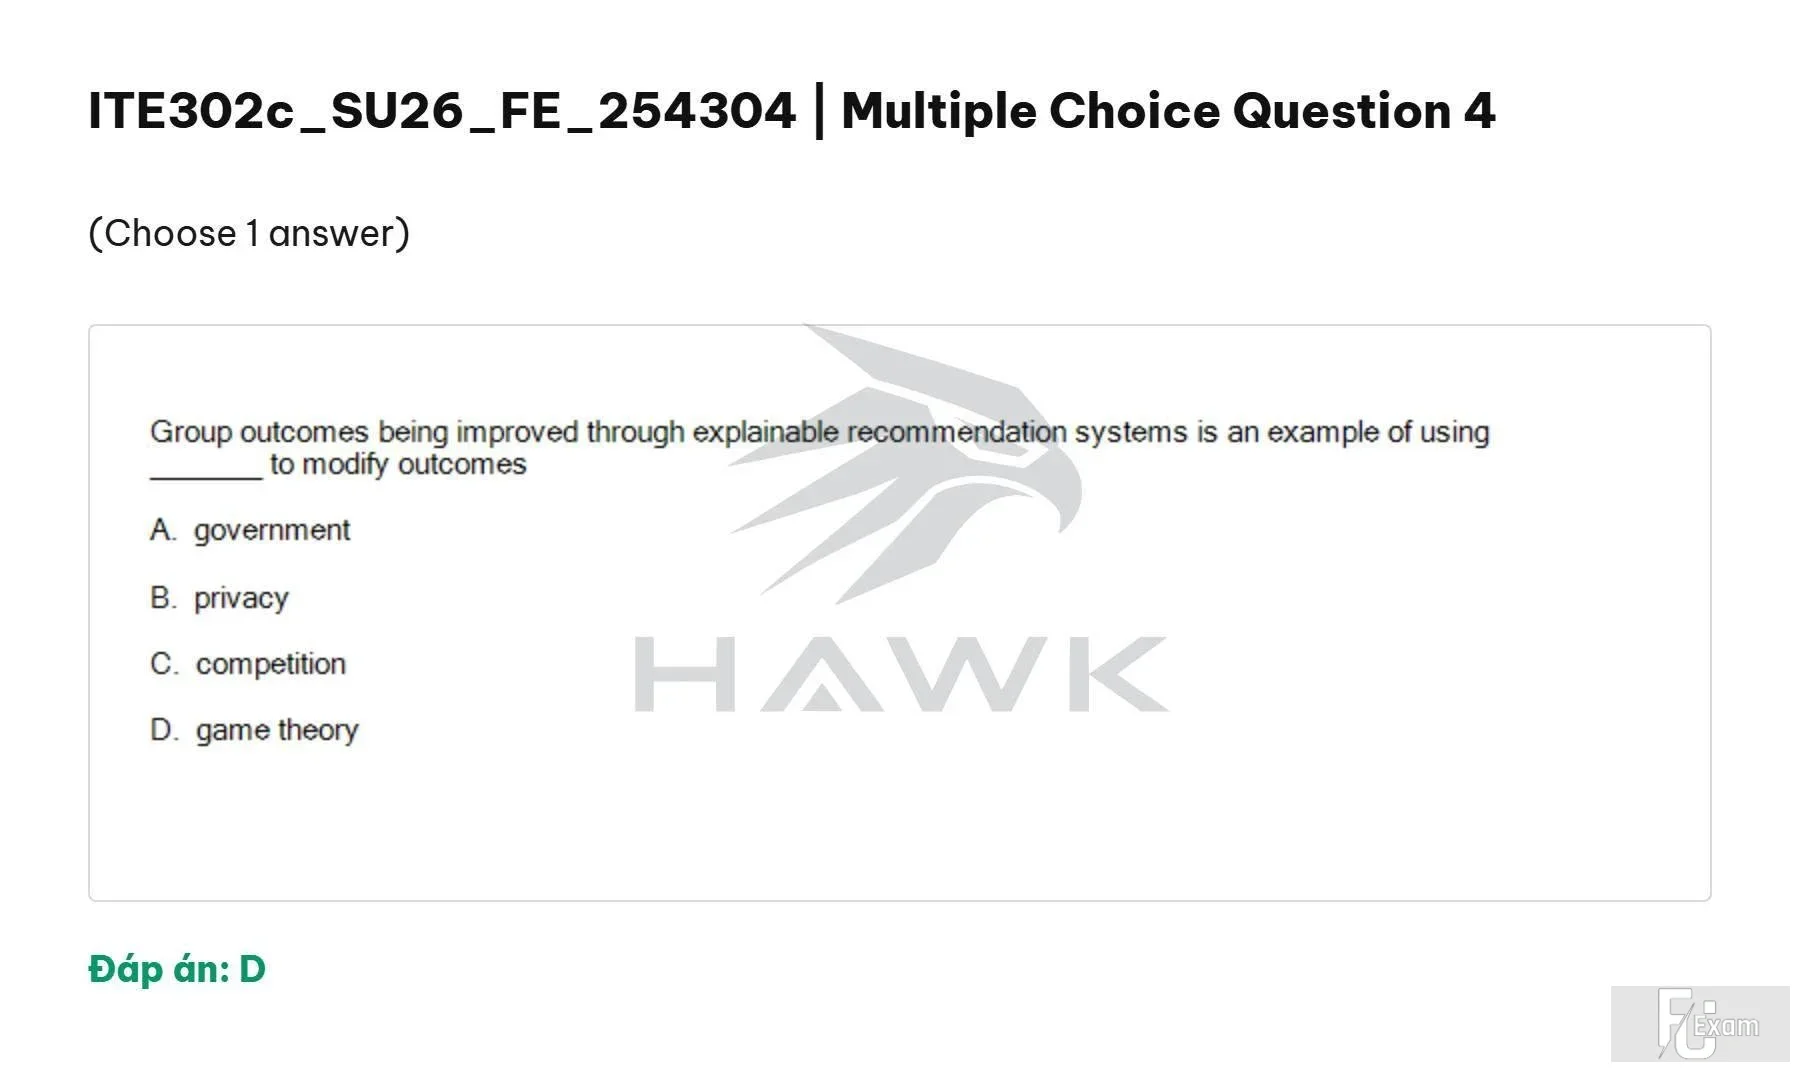 ITE302c_SU26_FE_254304 | Multiple Choice Question 4
(Choose 1 answer)
Group outcomes being improved through explainable recommendation systems is an example of using
_______ to modify outcomes
A. government
B. privacy
C. competition
D. game theory
HAWK
Đáp án: D
FU Exam